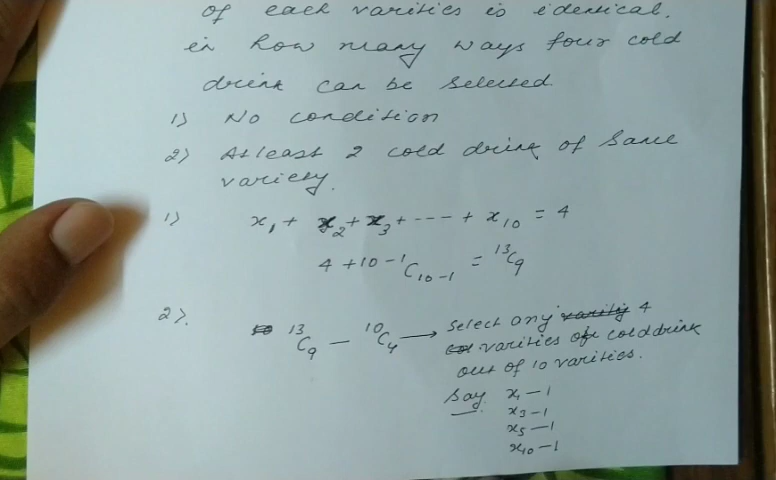 of each varities is identical.
in how many ways four cold
drink can be selected.
1) No condition
2) Atleast 2 cold drink of Same
variety.
1) x₁ + x₂ + x₃ + --- + x₁₀ = 4
⁴⁺¹⁰⁻¹C₁₀₋₁ = ¹³C₉
2). ¹³C₉ — ¹⁰C₄ → Select any 4
varities of colddrink
out of 10 varities.
Say x₁ — 1
x₃ — 1
x₅ — 1
x₁₀ — 1